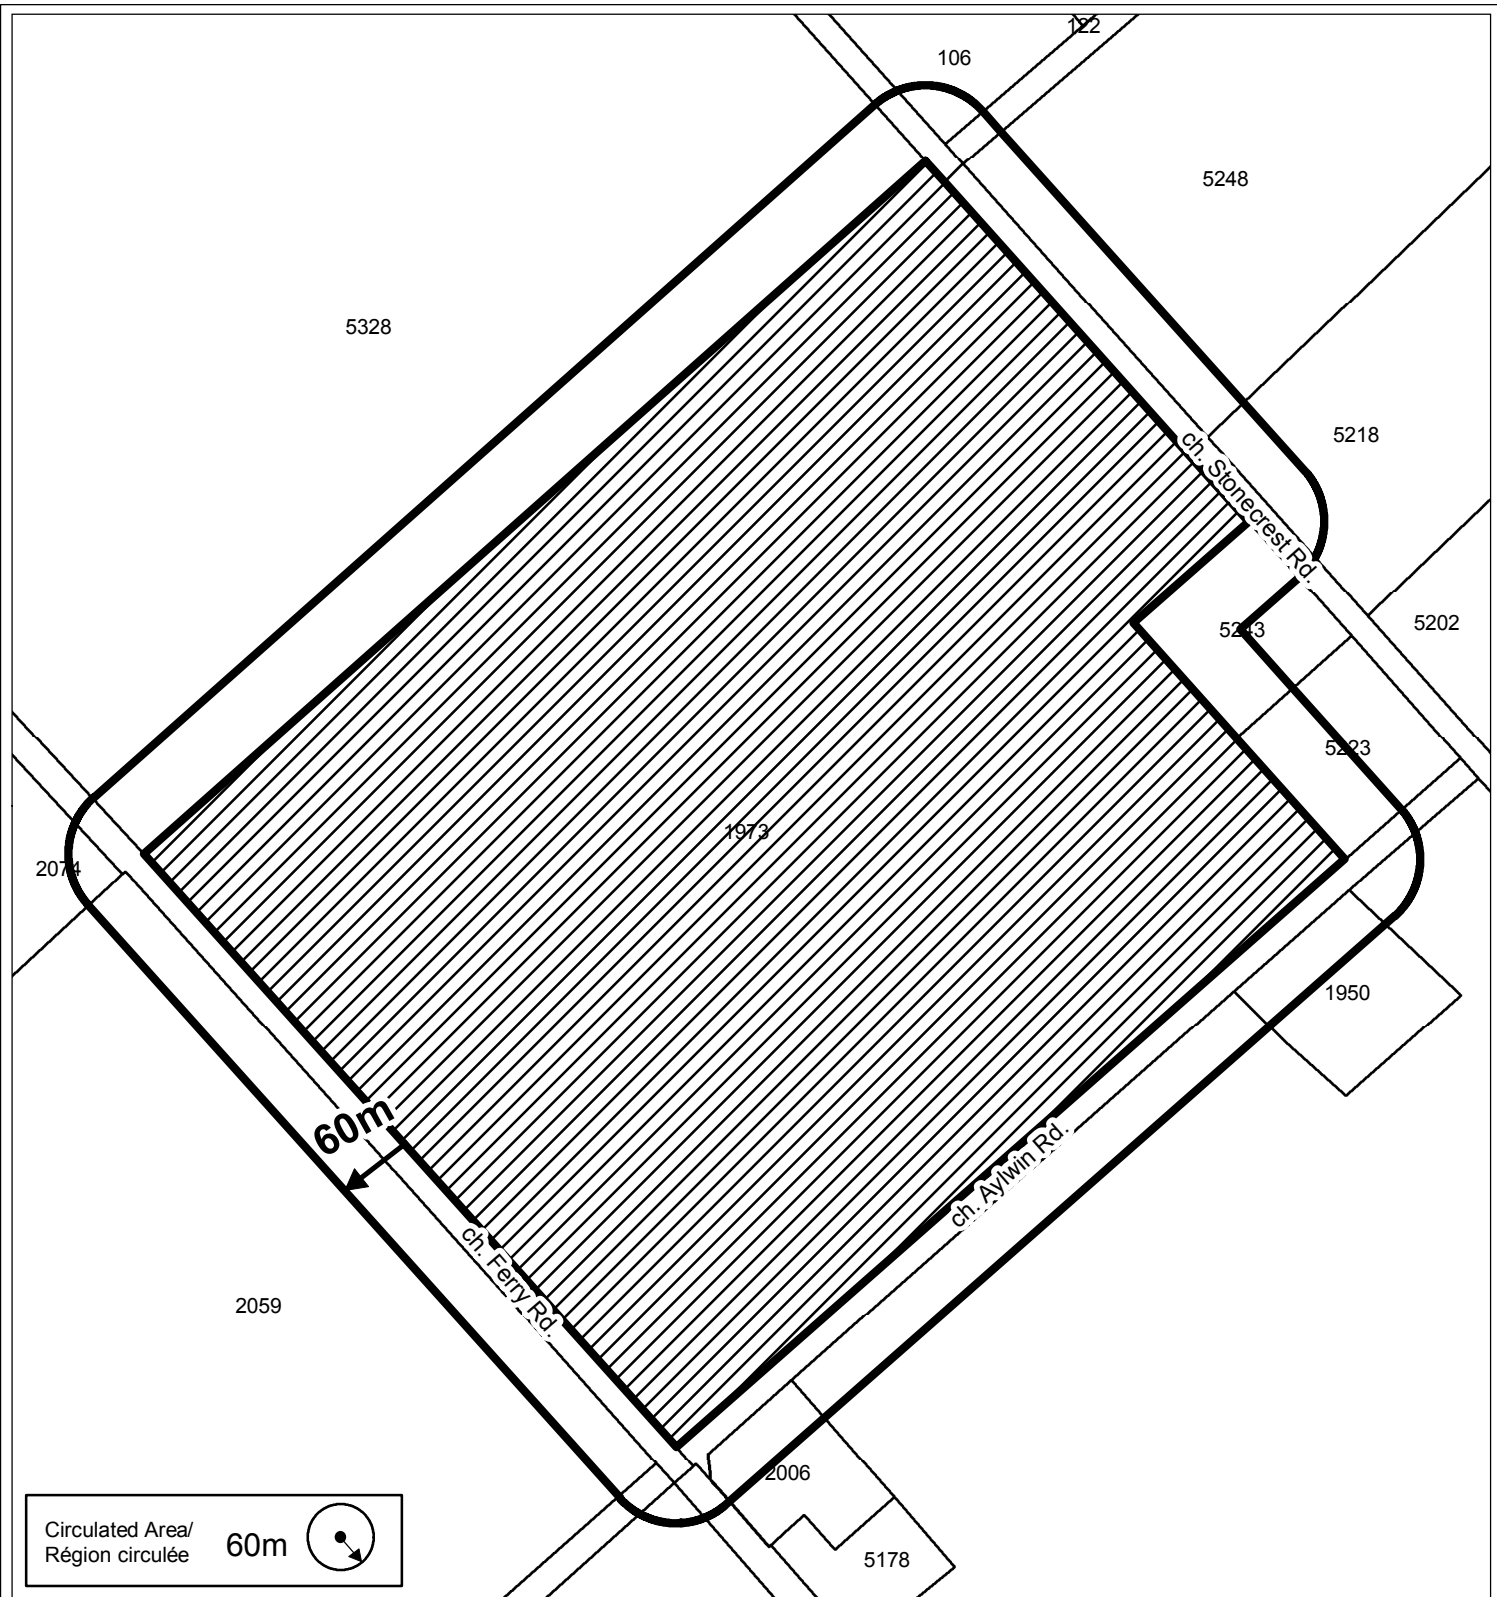 122
106
5248
5328
5218
ch. Stonecrest Rd.
5202
5243
5223
1973
2074
1950
60m
ch. Aylwin Rd.
ch. Ferry Rd.
2059
2006
5178
Circulated Area/
Région circulée
60m